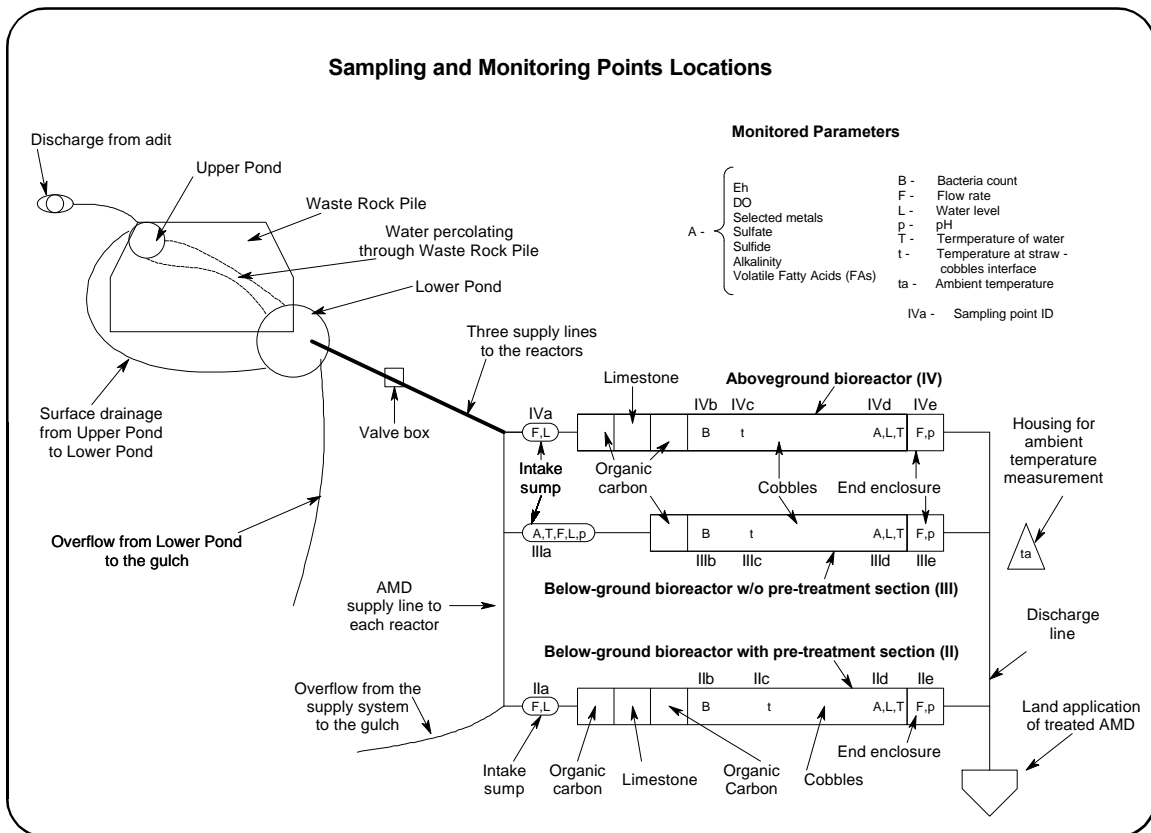 Sampling and Monitoring Points Locations
Discharge from adit
Upper Pond
Waste Rock Pile
Water percolating
through Waste Rock Pile
Lower Pond
Three supply lines
to the reactors
Valve box
Surface drainage
from Upper Pond
to Lower Pond
Overflow from Lower Pond
to the gulch
Monitored Parameters
A -
Eh
DO
Selected metals
Sulfate
Sulfide
Alkalinity
Volatile Fatty Acids (FAs)
B - Bacteria count
F - Flow rate
L - Water level
p - pH
T - Termperature of water
t - Temperature at straw -
cobbles interface
ta - Ambient temperature
IVa - Sampling point ID
Limestone
Aboveground bioreactor (IV)
IVa
IVb
IVc
IVd
IVe
F,L
B
t
A,L,T
F,p
Intake
sump
Organic
carbon
Cobbles
End enclosure
Housing for
ambient
temperature
measurement
ta
A,T,F,L,p
B
t
A,L,T
F,p
IIIa
IIIb
IIIc
IIId
IIIe
Below-ground bioreactor w/o pre-treatment section (III)
AMD
supply line to
each reactor
Discharge
line
Below-ground bioreactor with pre-treatment section (II)
IIa
IIb
IIc
IId
IIe
F,L
B
t
A,L,T
F,p
Overflow from the
supply system
to the gulch
Intake
sump
Organic
carbon
Limestone
Organic
Carbon
Cobbles
End enclosure
Land application
of treated AMD